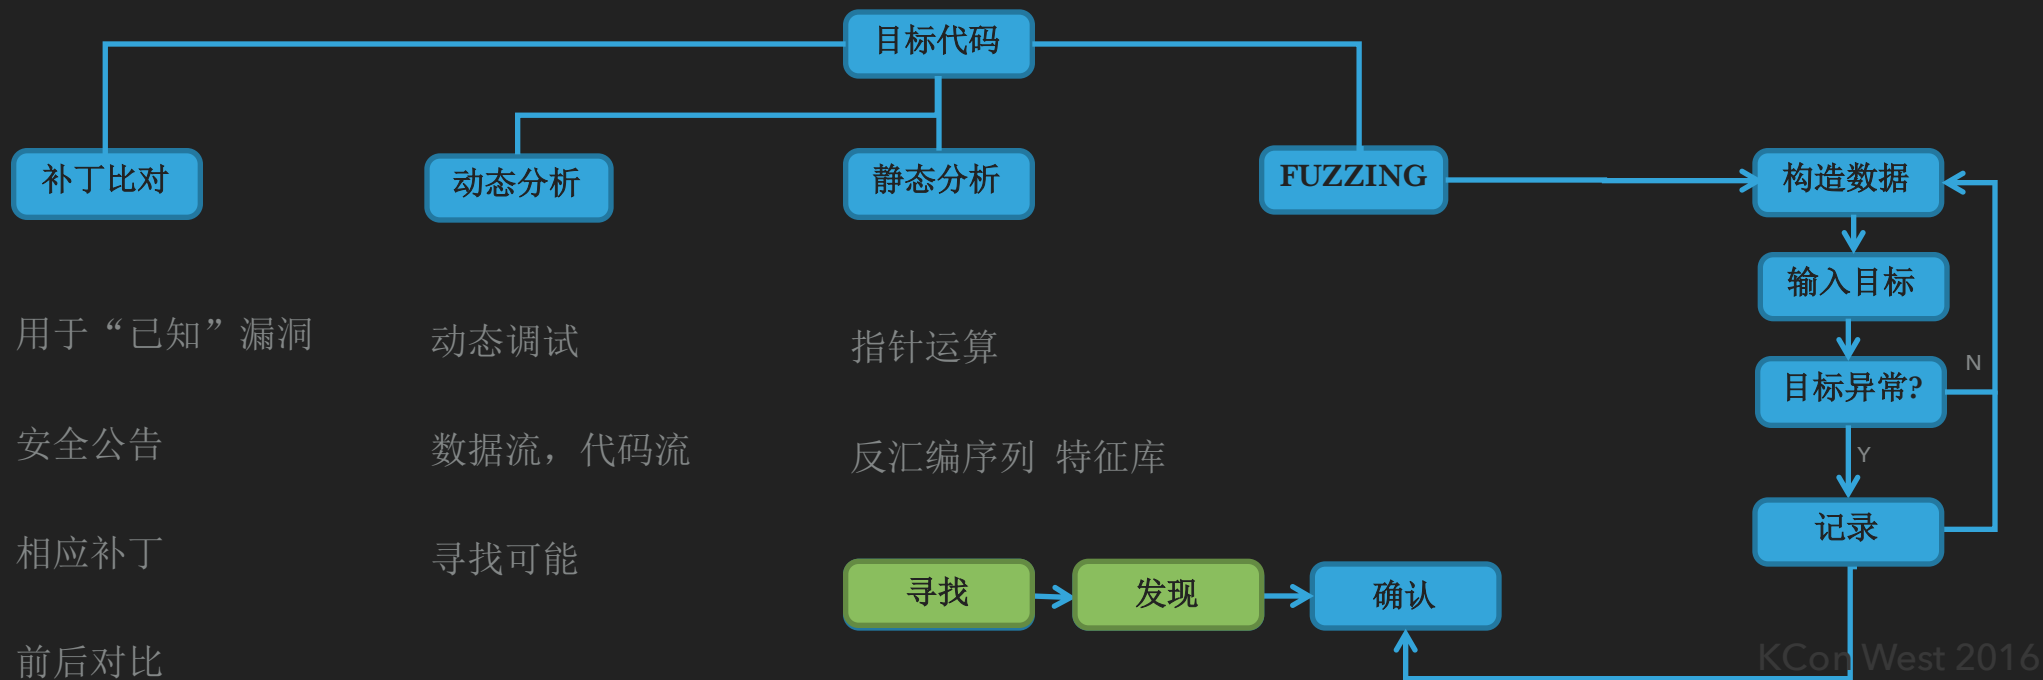 目标代码
补丁比对
动态分析
静态分析
FUZZING
构造数据
输入目标
目标异常?
N
Y
记录
用于“已知”漏洞
安全公告
相应补丁
前后对比
动态调试
数据流，代码流
寻找可能
指针运算
反汇编序列 特征库
寻找
发现
确认
KCon West 2016